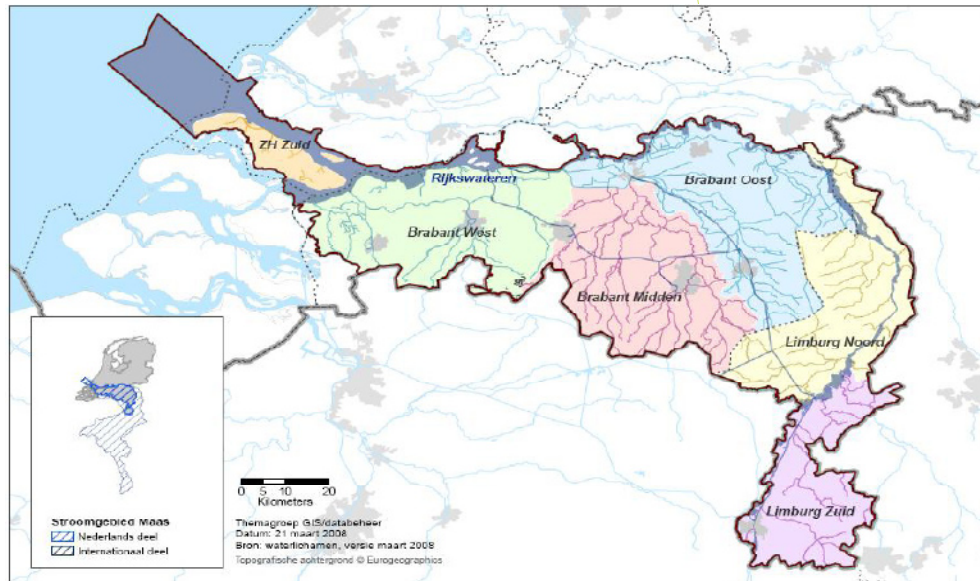 ZH Zuid
Rijkswateren
Brabant Oost
Brabant West
Brabant Midden
Limburg Noord
Limburg Zuid
Stroomgebied Maas
Nederlands deel
Internationaal deel
0 5 10 20
Kilometers
Themagroep GIS/databeheer
Datum: 21 maart 2008
Bron: waterlichamen, versie maart 2008
Topografische achtergrond © Eurogeographics